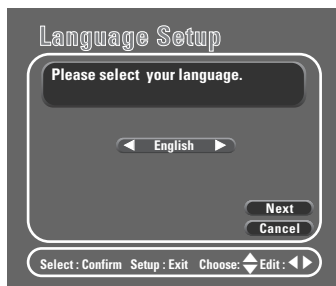 Language Setup
Please select your language.
English
Next
Cancel
Select : Confirm Setup : Exit Choose: Edit :